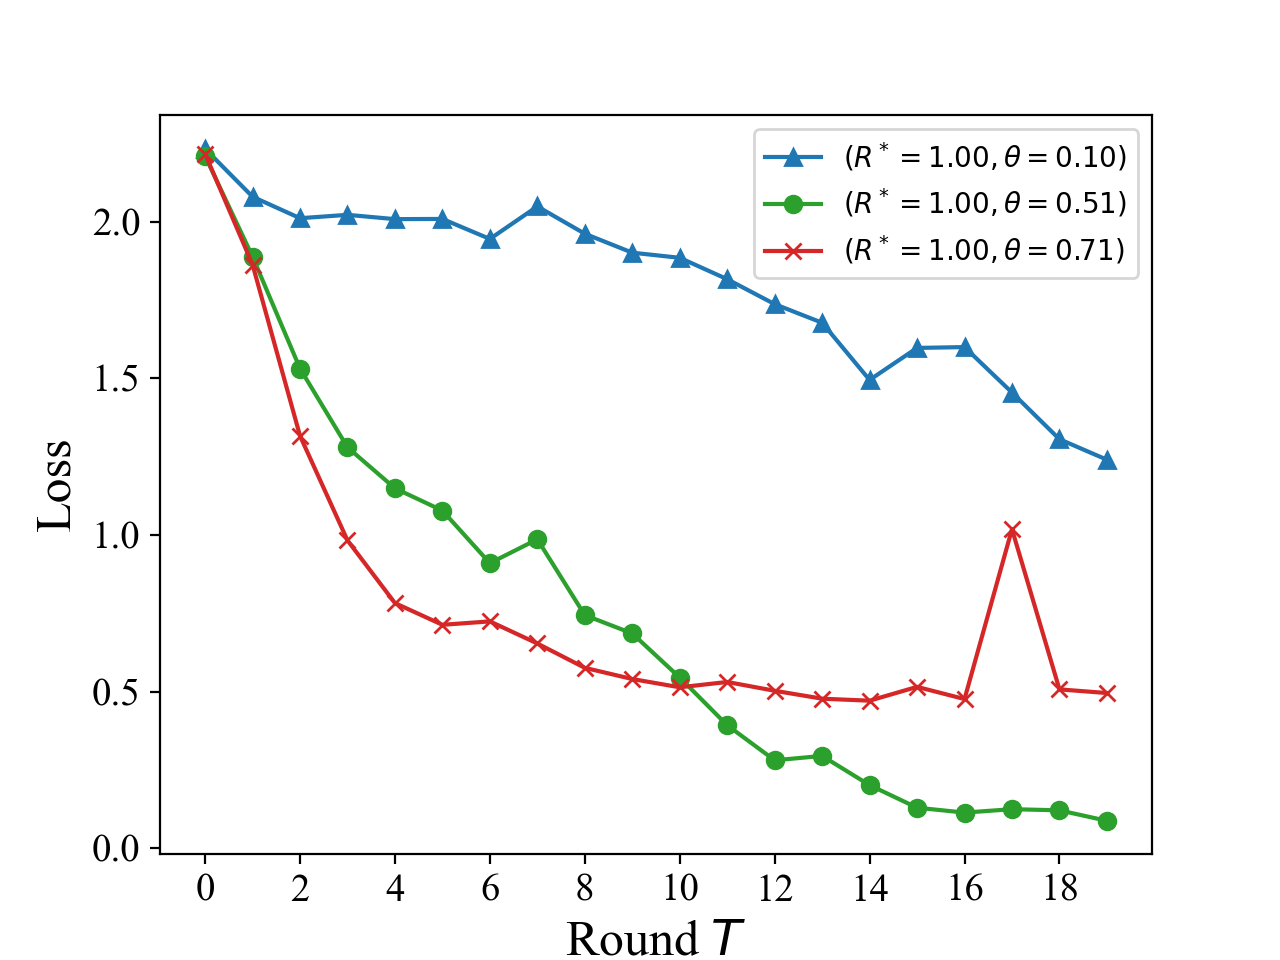 (R* = 1.00, θ = 0.10)
(R* = 1.00, θ = 0.51)
(R* = 1.00, θ = 0.71)
2.0
1.5
1.0
0.5
0.0
Loss
0 2 4 6 8 10 12 14 16 18
Round T